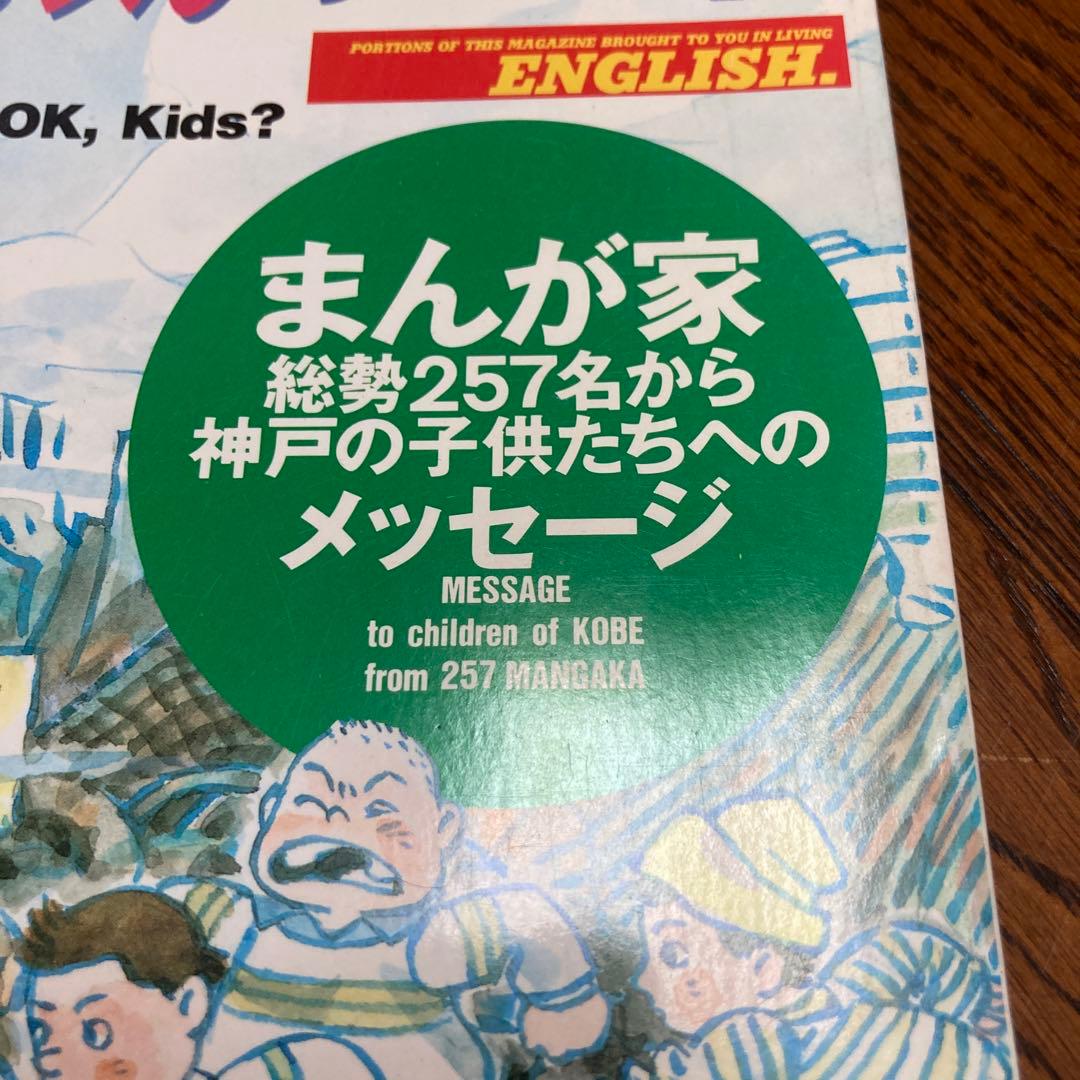 PORTIONS OF THIS MAGAZINE BROUGHT TO YOU IN LIVING
ENGLISH.
OK, Kids?
まんが家
総勢257名から
神戸の子供たちへの
メッセージ
MESSAGE
to children of KOBE
from 257 MANGAKA